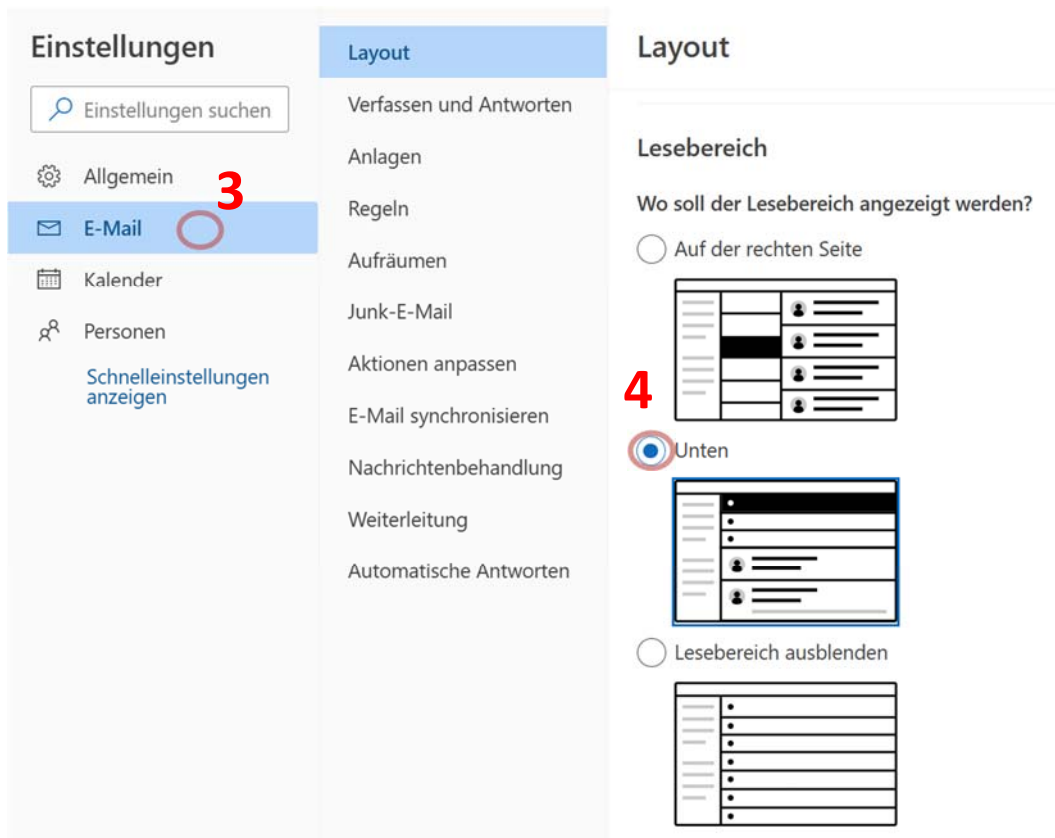 Einstellungen
Einstellungen suchen
Allgemein
3
E-Mail
Kalender
Personen
Schnelleinstellungen
anzeigen
Layout
Verfassen und Antworten
Anlagen
Regeln
Aufräumen
Junk-E-Mail
Aktionen anpassen
E-Mail synchronisieren
Nachrichtenbehandlung
Weiterleitung
Automatische Antworten
Layout
Lesebereich
Wo soll der Lesebereich angezeigt werden?
Auf der rechten Seite
4
Unten
Lesebereich ausblenden